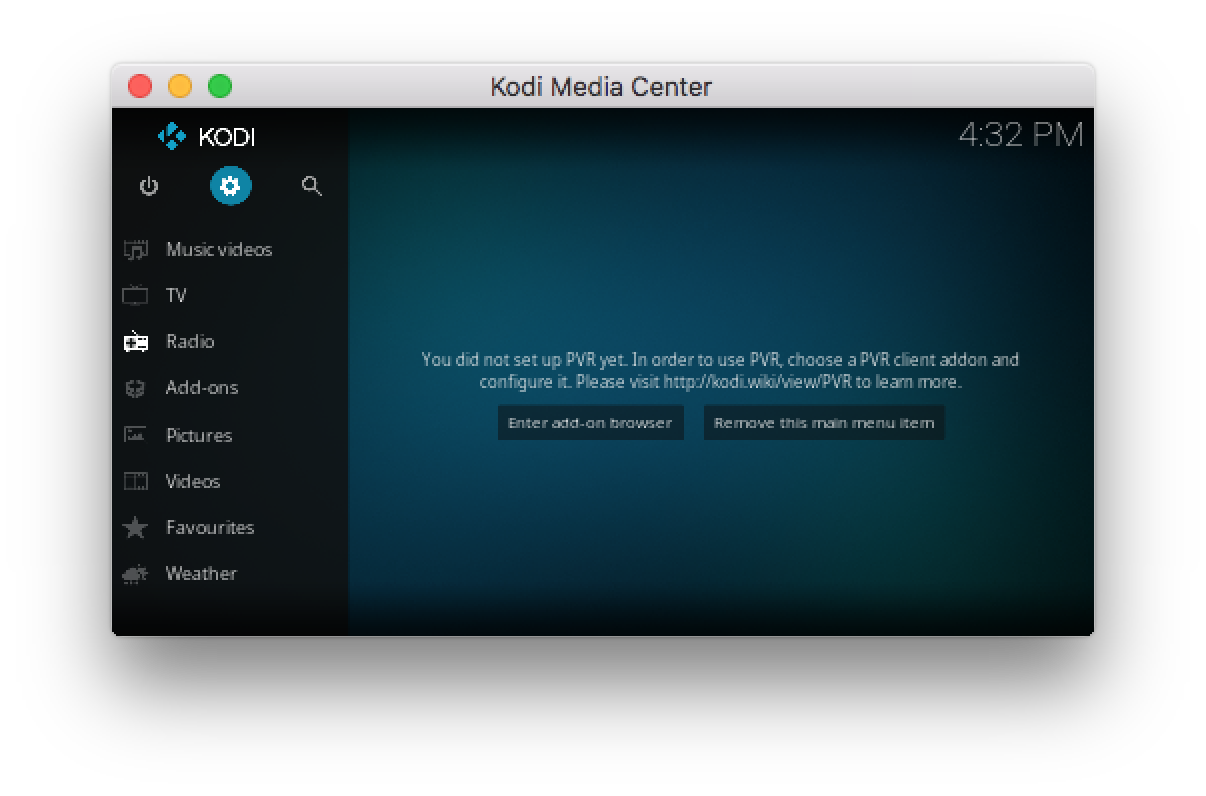 Kodi Media Center
KODI
4:32 PM
Music videos
TV
Radio
Add-ons
Pictures
Videos
Favourites
Weather
You did not set up PVR yet. In order to use PVR, choose a PVR client addon and
configure it. Please visit http://kodi.wiki/view/PVR to learn more.
Enter add-on browser
Remove this main menu item